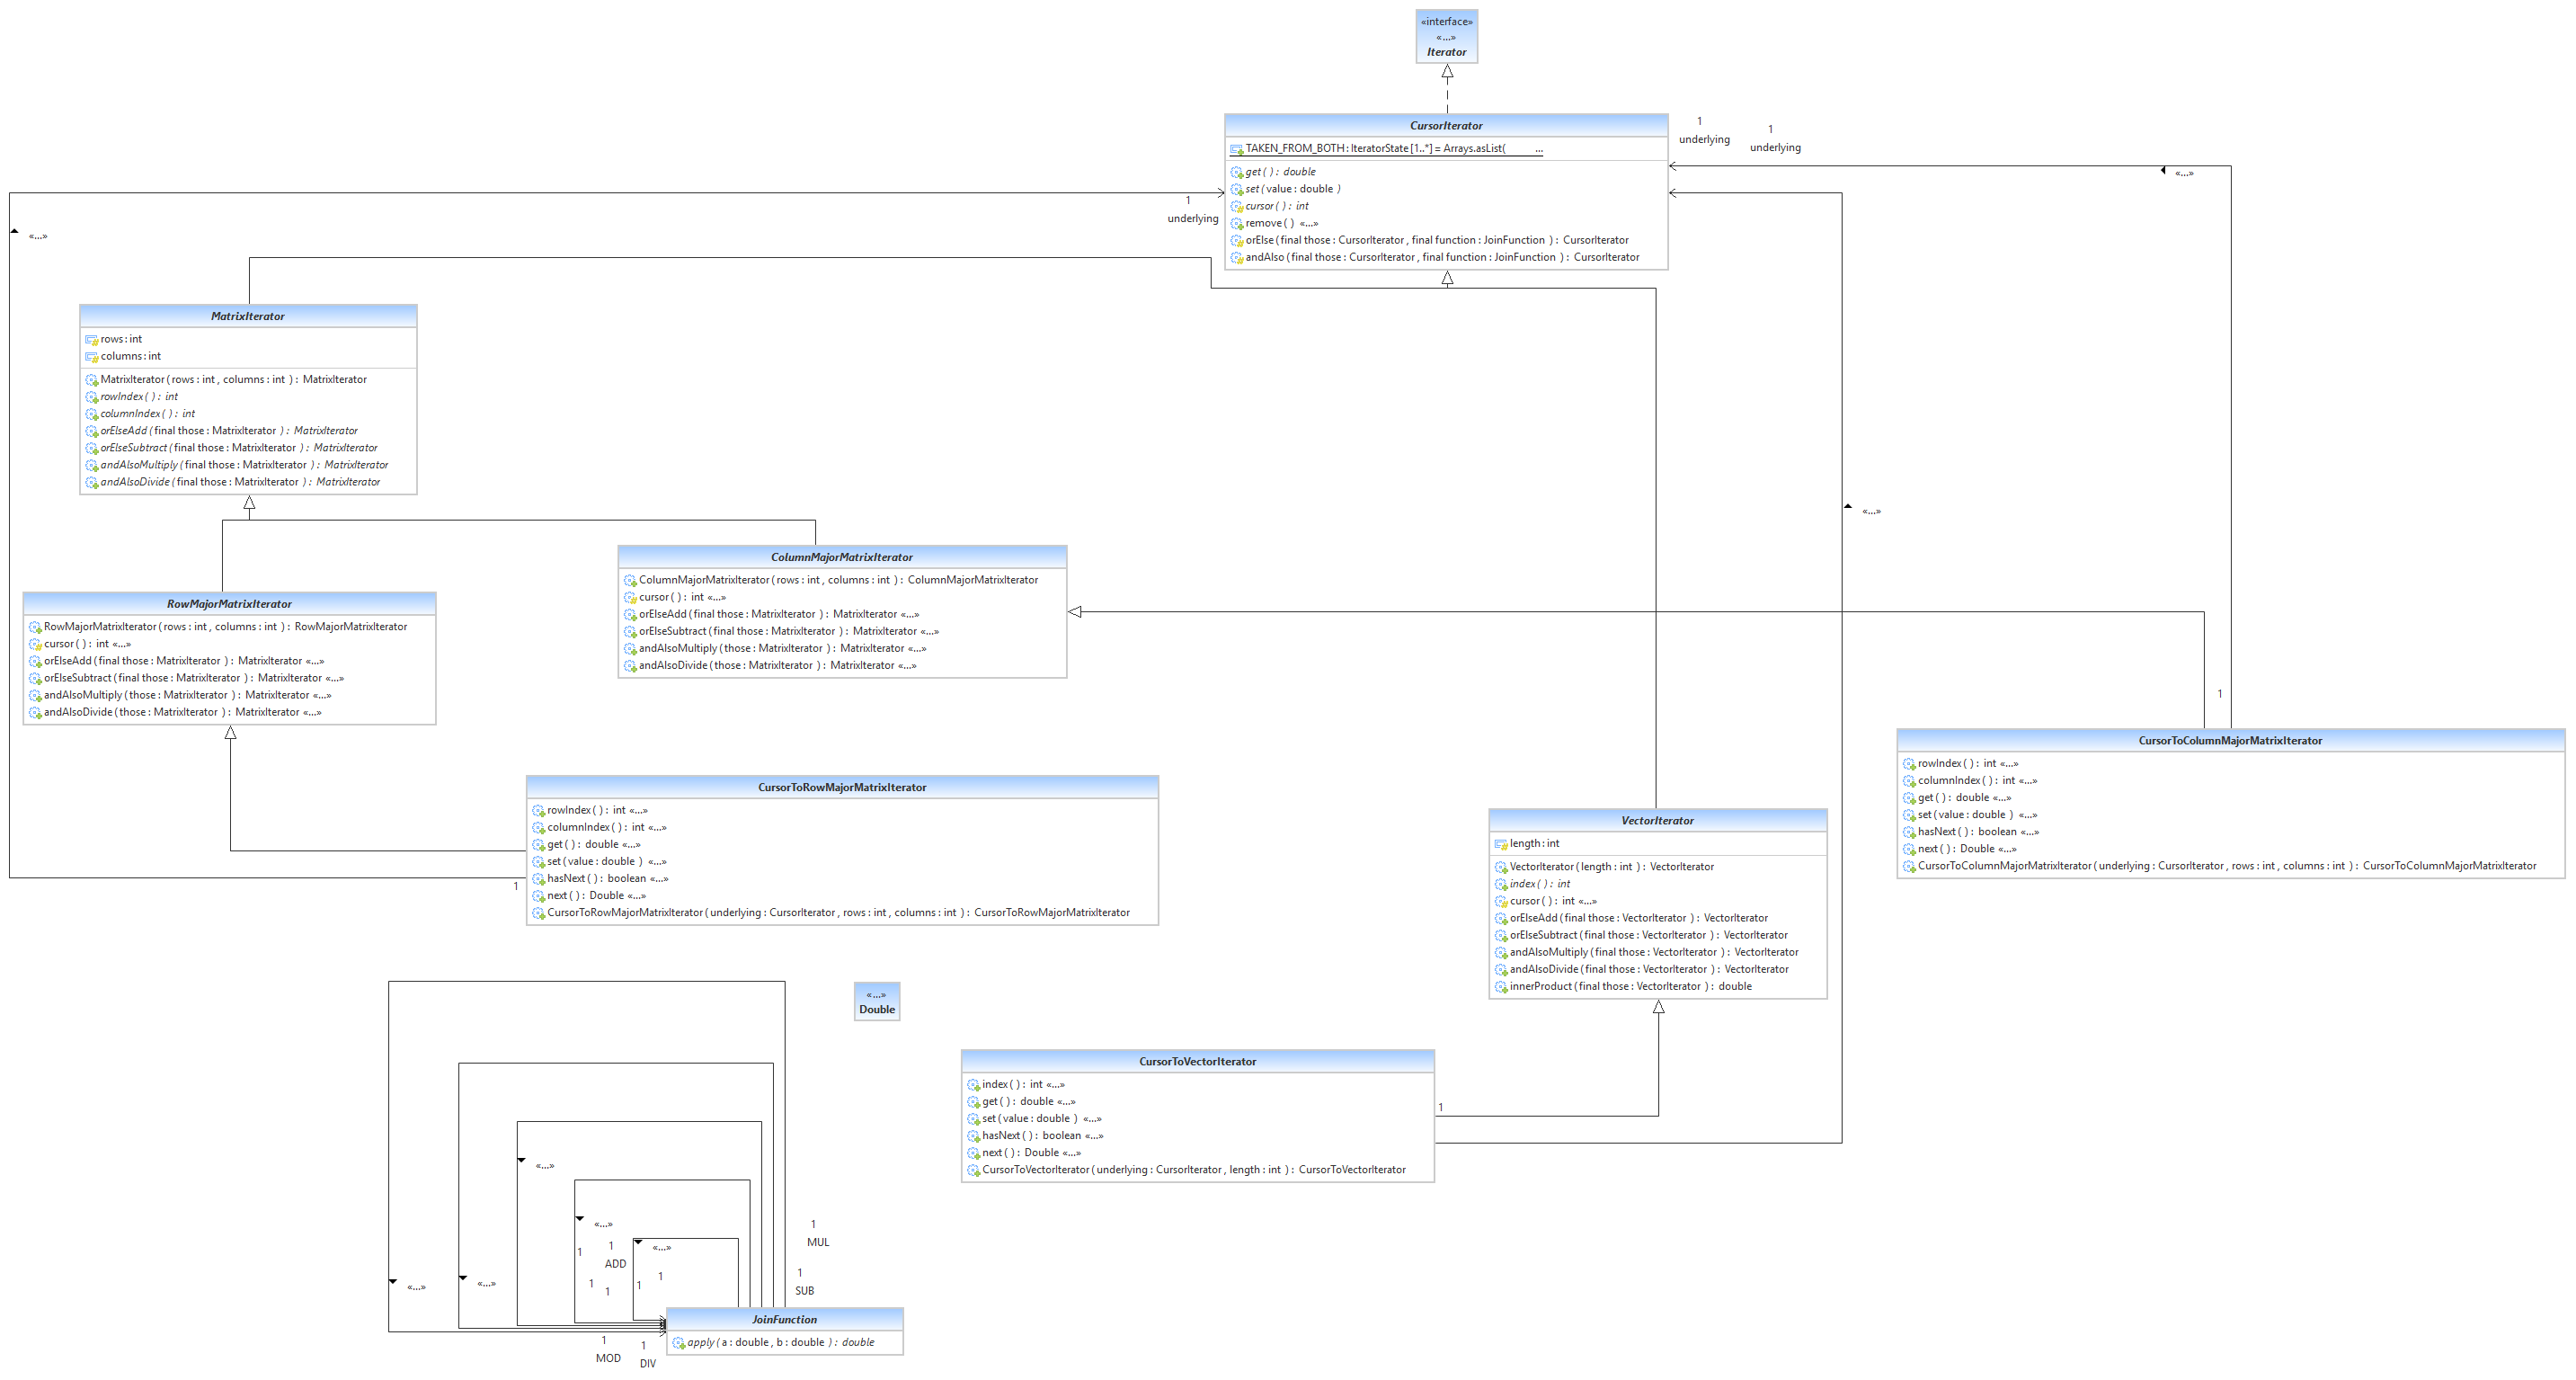 «interface»
«...»
Iterator
CursorIterator
TAKEN_FROM_BOTH : IteratorState [1..*] = Arrays.asList( ...
get ( ) : double
set ( value : double )
cursor ( ) : int
remove ( ) «...»
orElse ( final those : CursorIterator , final function : JoinFunction ) : CursorIterator
andAlso ( final those : CursorIterator , final function : JoinFunction ) : CursorIterator
1
underlying
1
underlying
«...»
1
underlying
«...»
MatrixIterator
rows : int
columns : int
MatrixIterator ( rows : int , columns : int ) : MatrixIterator
rowIndex ( ) : int
columnIndex ( ) : int
orElseAdd ( final those : MatrixIterator ) : MatrixIterator
orElseSubtract ( final those : MatrixIterator ) : MatrixIterator
andAlsoMultiply ( final those : MatrixIterator ) : MatrixIterator
andAlsoDivide ( final those : MatrixIterator ) : MatrixIterator
«...»
ColumnMajorMatrixIterator
ColumnMajorMatrixIterator ( rows : int , columns : int ) : ColumnMajorMatrixIterator
cursor ( ) : int «...»
orElseAdd ( final those : MatrixIterator ) : MatrixIterator «...»
orElseSubtract ( final those : MatrixIterator ) : MatrixIterator «...»
andAlsoMultiply ( those : MatrixIterator ) : MatrixIterator «...»
andAlsoDivide ( those : MatrixIterator ) : MatrixIterator «...»
RowMajorMatrixIterator
RowMajorMatrixIterator ( rows : int , columns : int ) : RowMajorMatrixIterator
cursor ( ) : int «...»
orElseAdd ( final those : MatrixIterator ) : MatrixIterator «...»
orElseSubtract ( final those : MatrixIterator ) : MatrixIterator «...»
andAlsoMultiply ( those : MatrixIterator ) : MatrixIterator «...»
andAlsoDivide ( those : MatrixIterator ) : MatrixIterator «...»
1
CursorToColumnMajorMatrixIterator
rowIndex ( ) : int «...»
columnIndex ( ) : int «...»
get ( ) : double «...»
set ( value : double ) «...»
hasNext ( ) : boolean «...»
next ( ) : Double «...»
CursorToColumnMajorMatrixIterator ( underlying : CursorIterator , rows : int , columns : int ) : CursorToColumnMajorMatrixIterator
CursorToRowMajorMatrixIterator
rowIndex ( ) : int «...»
columnIndex ( ) : int «...»
get ( ) : double «...»
set ( value : double ) «...»
hasNext ( ) : boolean «...»
next ( ) : Double «...»
CursorToRowMajorMatrixIterator ( underlying : CursorIterator , rows : int , columns : int ) : CursorToRowMajorMatrixIterator
1
VectorIterator
length : int
VectorIterator ( length : int ) : VectorIterator
index ( ) : int
cursor ( ) : int «...»
orElseAdd ( final those : VectorIterator ) : VectorIterator
orElseSubtract ( final those : VectorIterator ) : VectorIterator
andAlsoMultiply ( final those : VectorIterator ) : VectorIterator
andAlsoDivide ( final those : VectorIterator ) : VectorIterator
innerProduct ( final those : VectorIterator ) : double
«...»
Double
CursorToVectorIterator
index ( ) : int «...»
get ( ) : double «...»
set ( value : double ) «...»
hasNext ( ) : boolean «...»
next ( ) : Double «...»
CursorToVectorIterator ( underlying : CursorIterator , length : int ) : CursorToVectorIterator
1
«...»
«...»
1
MUL
1
1
ADD
«...»
1
SUB
1
1
1
1
«...»
«...»
JoinFunction
apply ( a : double , b : double ) : double
1
MOD
1
DIV